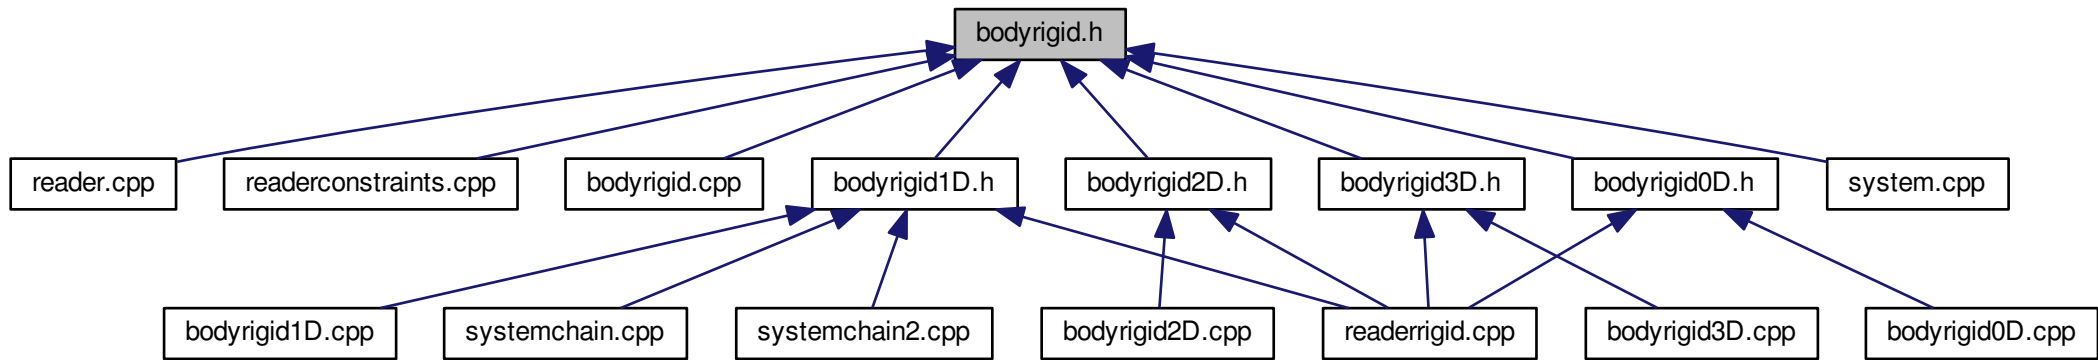 bodyrigid.h
reader.cpp
readerconstraints.cpp
bodyrigid.cpp
bodyrigid1D.h
bodyrigid2D.h
bodyrigid3D.h
bodyrigid0D.h
system.cpp
bodyrigid1D.cpp
systemchain.cpp
systemchain2.cpp
bodyrigid2D.cpp
readerrigid.cpp
bodyrigid3D.cpp
bodyrigid0D.cpp